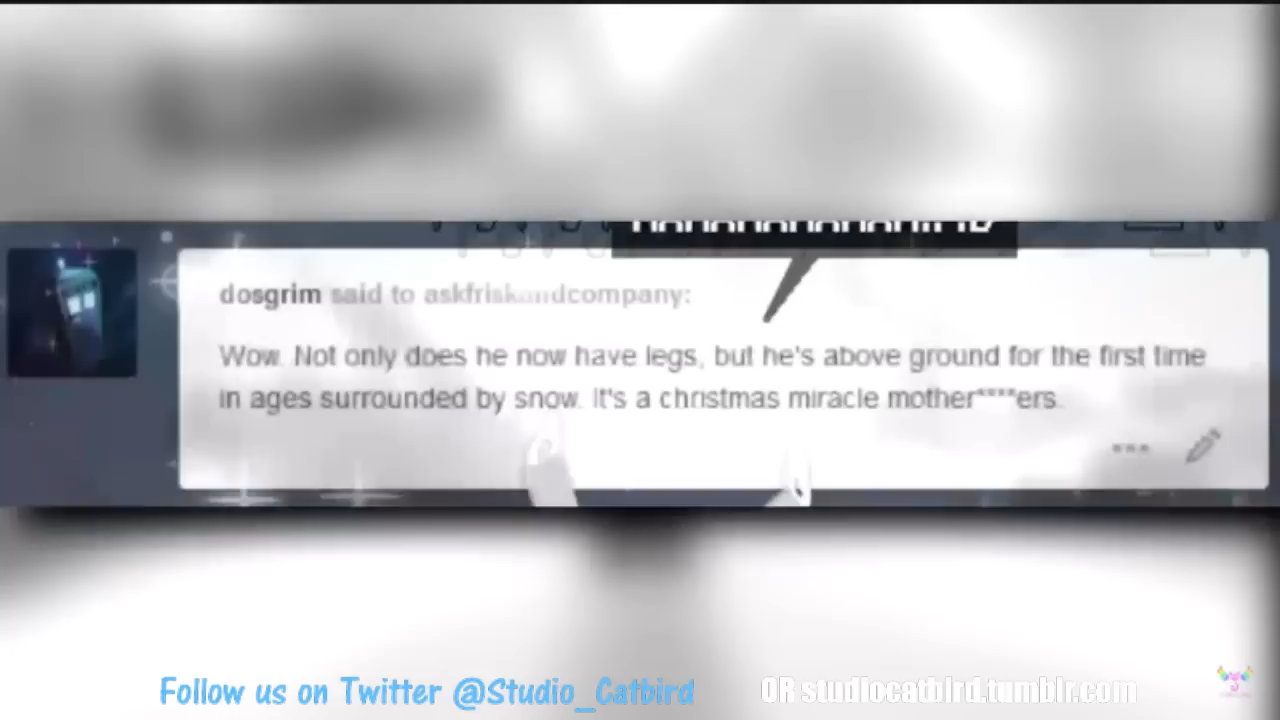 dosgrim said to askfriskandcompany:
Wow. Not only does he now have legs, but he's above ground for the first time
in ages surrounded by snow. It's a christmas miracle mother****ers.
Follow us on Twitter @Studio_Catbird OR studiocatbird.tumblr.com